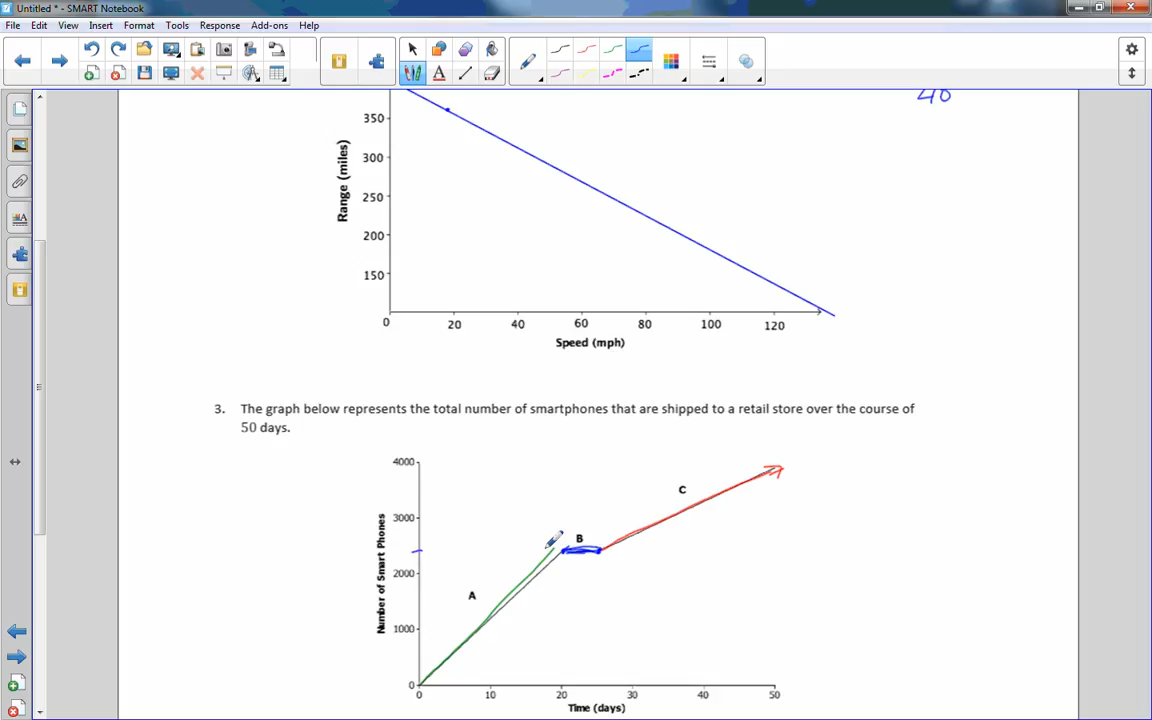 Untitled * - SMART Notebook
File Edit View Insert Format Tools Response Add-ons Help
40
350
300
250
200
150
Range (miles)
0 20 40 60 80 100 120
Speed (mph)
3. The graph below represents the total number of smartphones that are shipped to a retail store over the course of
50 days.
4000
3000
2000
1000
0
Number of Smart Phones
A
B
C
0 10 20 30 40 50
Time (days)